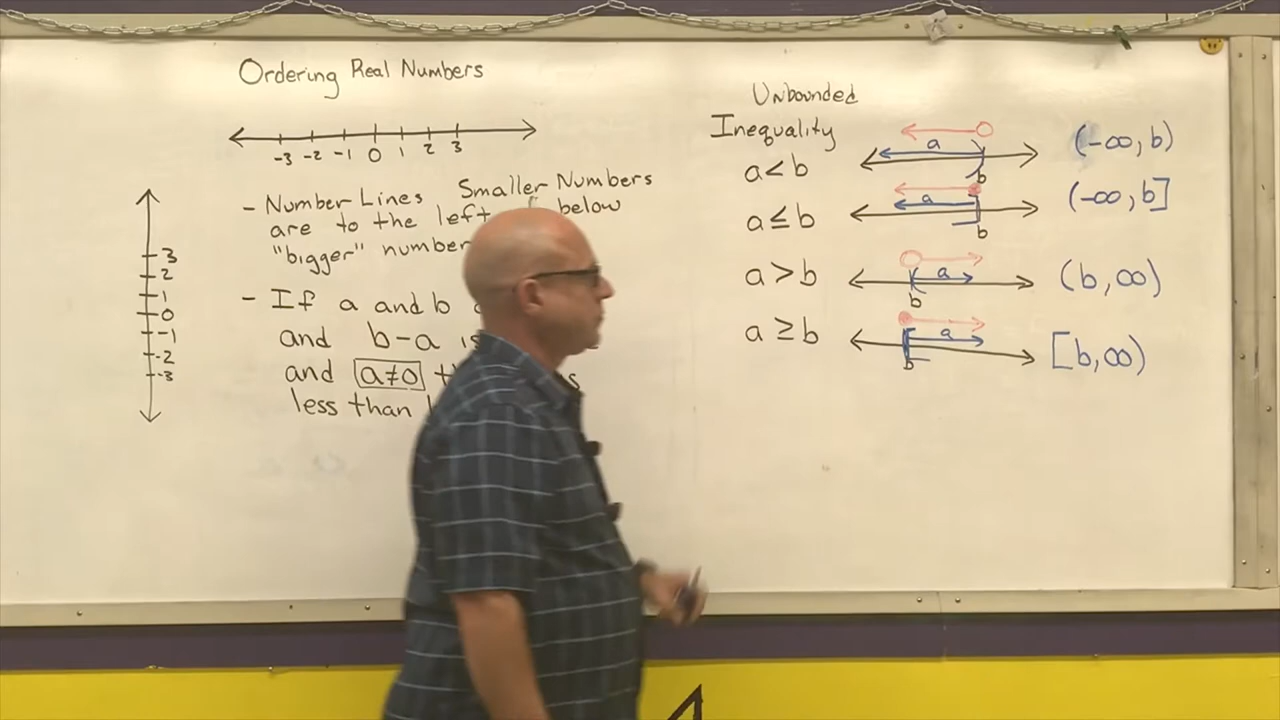 Ordering Real Numbers
-3 -2 -1 0 1 2 3
3
2
1
0
-1
-2
-3
- Number Lines Smaller Numbers
are to the left below
"bigger" number
- If a and b
and b-a is
and a≠0
less than
Unbounded
Inequality
a<b a b (-∞, b)
a≤b a b (-∞, b]
a>b a b (b, ∞)
a≥b a b [b, ∞)